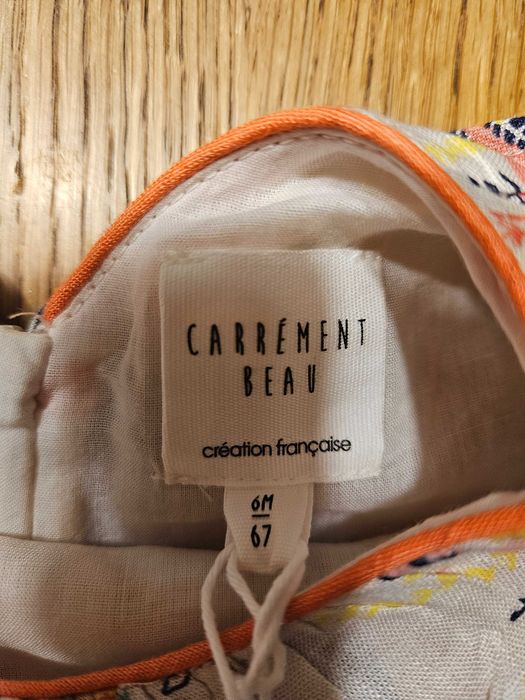 CARRÉMENT
BEAU
création française
6M
67